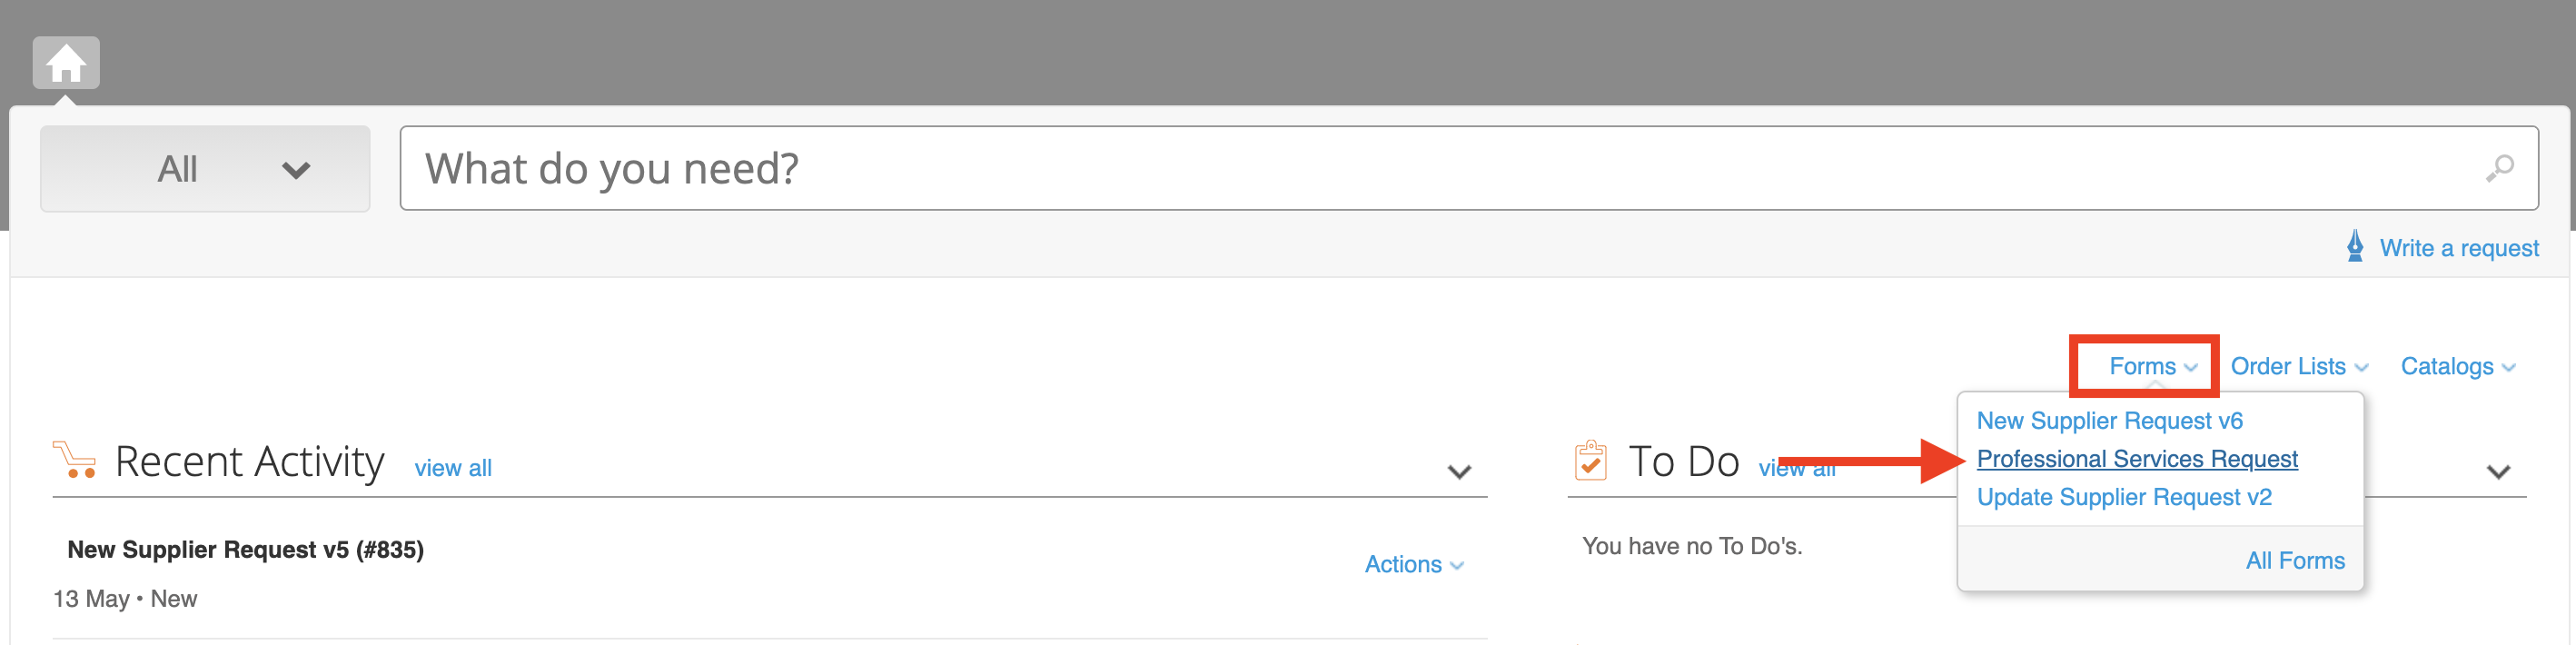 All
What do you need?
Write a request
Forms Order Lists Catalogs
New Supplier Request v6
Professional Services Request
Update Supplier Request v2
All Forms
Recent Activity view all
To Do view all
New Supplier Request v5 (#835)
Actions
13 May • New
You have no To Do's.